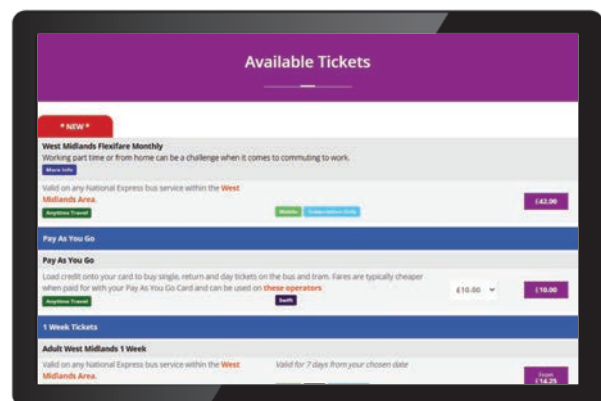 Available Tickets
* NEW *
West Midlands Flexifare Monthly
Working part time or from home can be a challenge when it comes to commuting to work.
More Info
Valid on any National Express bus service within the West
Midlands Area.
Anytime Travel
Mobile
£42.00
Pay As You Go
Pay As You Go
Load credit onto your card to buy single, return and day tickets on the bus and tram. Fares are typically cheaper
when paid for with your Pay As You Go Card and can be used on these operators
£10.00
£10.00
Anytime Travel
Swift
1 Week Tickets
Adult West Midlands 1 Week
Valid on any National Express bus service within the West
Midlands Area.
Valid for 7 days from your chosen date
From
£14.25